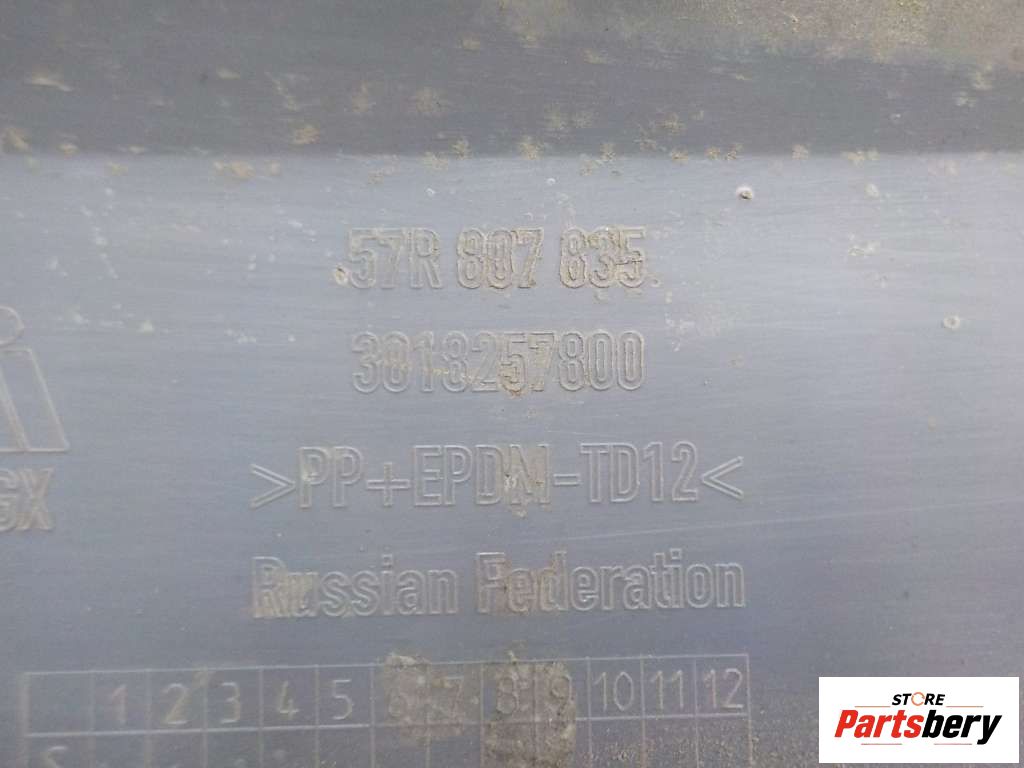 57R 807 835
3018257800
>PP+EPDM-TD12<
GX
Russian Federation
1 2 3 4 5 6 7 8 9 10 11 12
STORE
Partsbery